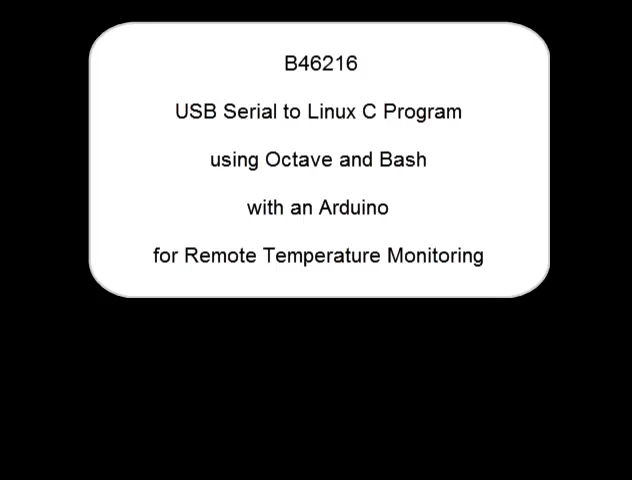 B46216
USB Serial to Linux C Program
using Octave and Bash
with an Arduino
for Remote Temperature Monitoring